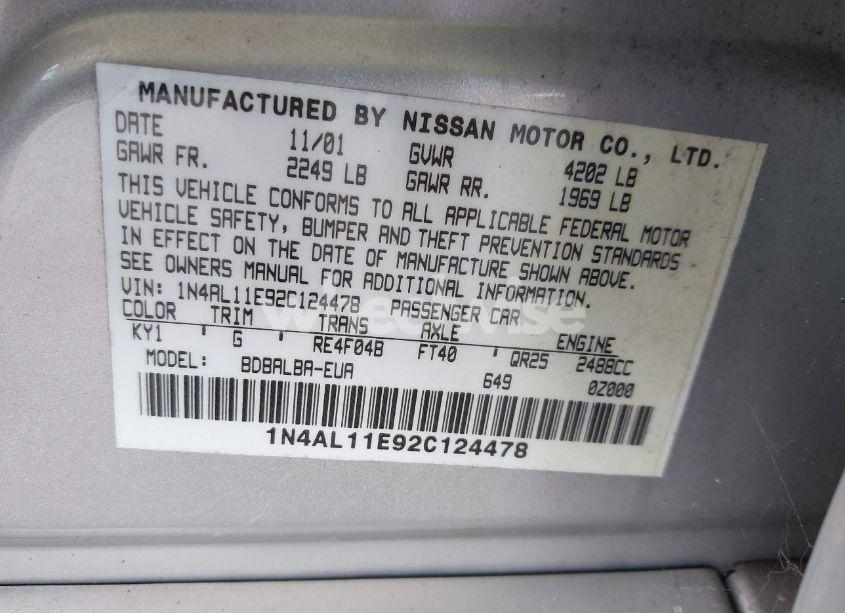 MANUFACTURED BY NISSAN MOTOR CO., LTD.
DATE 11/01 GVWR 4202 LB
GAWR FR. 2249 LB GAWR RR. 1969 LB
THIS VEHICLE CONFORMS TO ALL APPLICABLE FEDERAL MOTOR
VEHICLE SAFETY, BUMPER AND THEFT PREVENTION STANDARDS
IN EFFECT ON THE DATE OF MANUFACTURE SHOWN ABOVE.
SEE OWNERS MANUAL FOR ADDITIONAL INFORMATION.
VIN: 1N4AL11E92C124478 PASSENGER CAR
COLOR TRIM TRANS AXLE ENGINE
KY1 ' G RE4F04B FT40 ' QR25 2488CC
MODEL: BDBALBA-EUA 649 0Z000
1N4AL11E92C124478